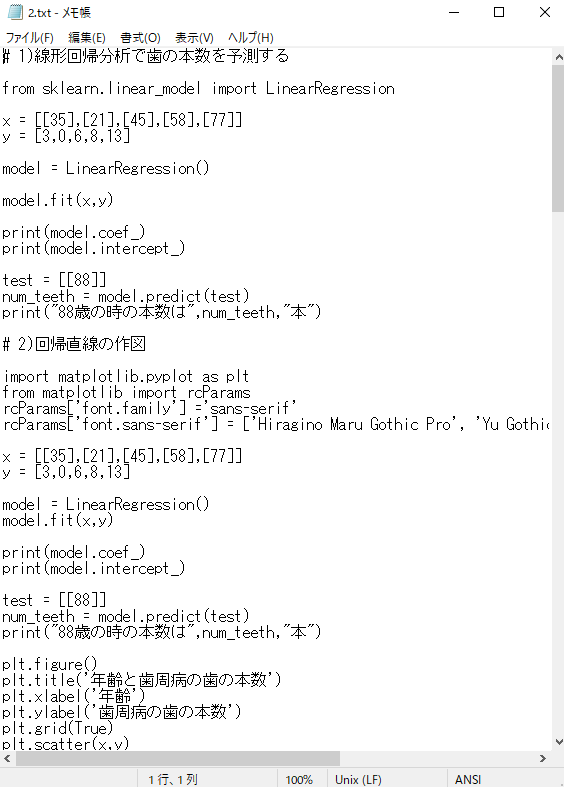 2.txt - メモ帳
ファイル(F) 編集(E) 書式(O) 表示(V) ヘルプ(H)
# 1)線形回帰分析で歯の本数を予測する
from sklearn.linear_model import LinearRegression
x = [[35],[21],[45],[58],[77]]
y = [3,0,6,8,13]
model = LinearRegression()
model.fit(x,y)
print(model.coef_)
print(model.intercept_)
test = [[88]]
num_teeth = model.predict(test)
print("88歳の時の本数は",num_teeth,"本")
# 2)回帰直線の作図
import matplotlib.pyplot as plt
from matplotlib import rcParams
rcParams['font.family'] ='sans-serif'
rcParams['font.sans-serif'] = ['Hiragino Maru Gothic Pro', 'Yu Gothic
x = [[35],[21],[45],[58],[77]]
y = [3,0,6,8,13]
model = LinearRegression()
model.fit(x,y)
print(model.coef_)
print(model.intercept_)
test = [[88]]
num_teeth = model.predict(test)
print("88歳の時の本数は",num_teeth,"本")
plt.figure()
plt.title('年齢と歯周病の歯の本数')
plt.xlabel('年齢')
plt.ylabel('歯周病の歯の本数')
plt.grid(True)
plt.scatter(x,y)
1 行、1 列 100% Unix (LF) ANSI